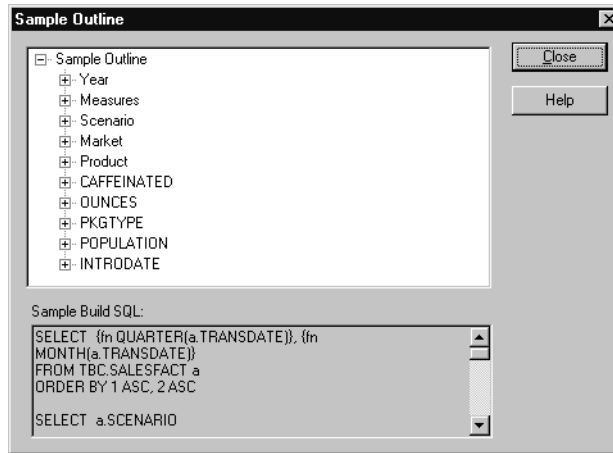 Sample Outline
Sample Outline
Year
Measures
Scenario
Market
Product
CAFFEINATED
OUNCES
PKGTYPE
POPULATION
INTRODATE
Close
Help
Sample Build SQL:
SELECT {fn QUARTER(a.TRANSDATE)}, {fn
MONTH(a.TRANSDATE)}
FROM TBC.SALESFACT a
ORDER BY 1 ASC, 2 ASC
SELECT a.SCENARIO